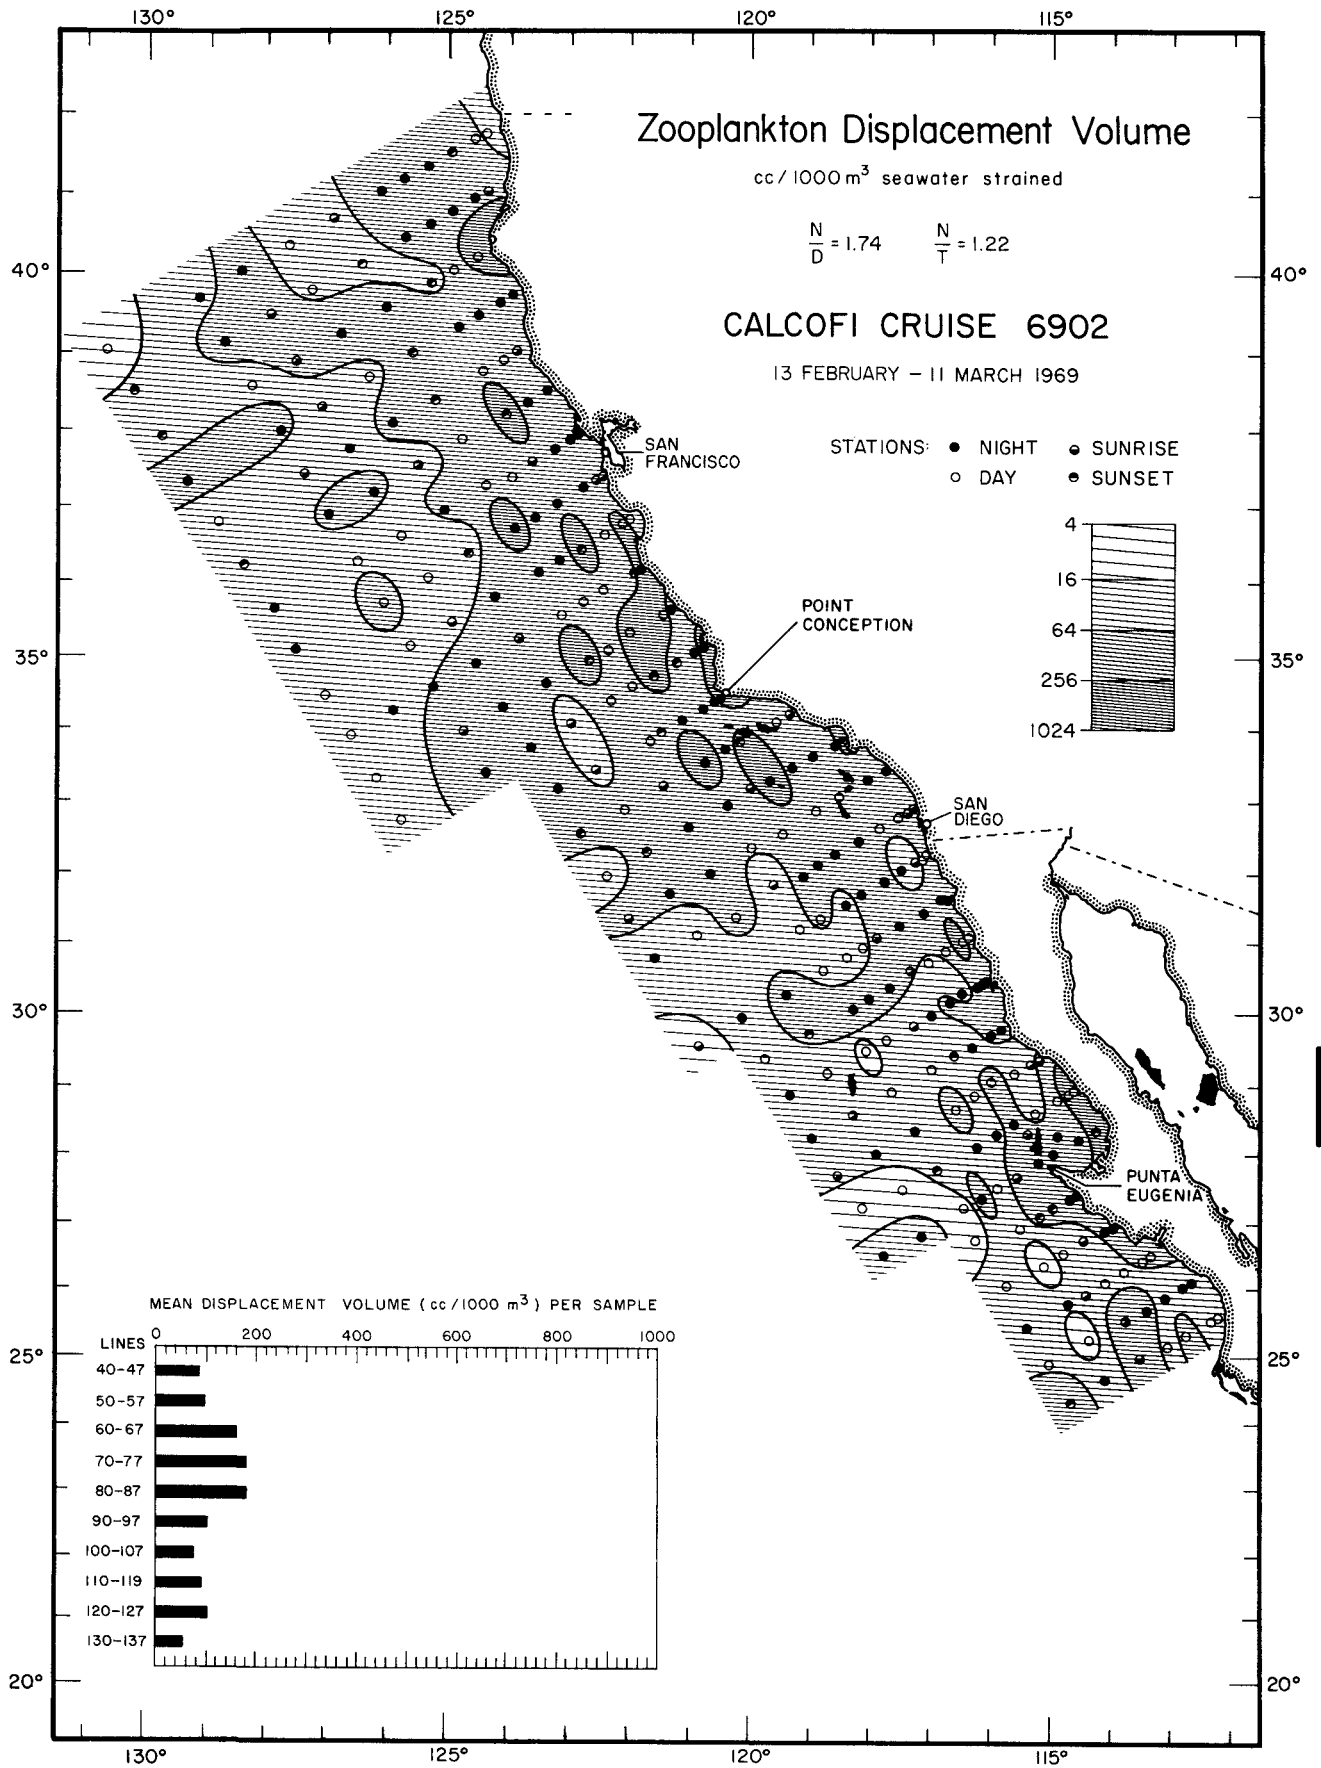 130° 125° 120° 115°
Zooplankton Displacement Volume
cc/1000m³ seawater strained
N/D = 1.74 N/T = 1.22
40° 40°
CALCOFI CRUISE 6902
13 FEBRUARY – 11 MARCH 1969
STATIONS: ● NIGHT SUNRISE
○ DAY SUNSET
SAN
FRANCISCO
4
16
64
256
1024
POINT
CONCEPTION
35° 35°
SAN
DIEGO
30° 30°
PUNTA
EUGENIA
MEAN DISPLACEMENT VOLUME (cc/1000 m³) PER SAMPLE
LINES 0 200 400 600 800 1000
25° 25°
40-47
50-57
60-67
70-77
80-87
90-97
100-107
110-119
120-127
130-137
20° 20°
130° 125° 120° 115°